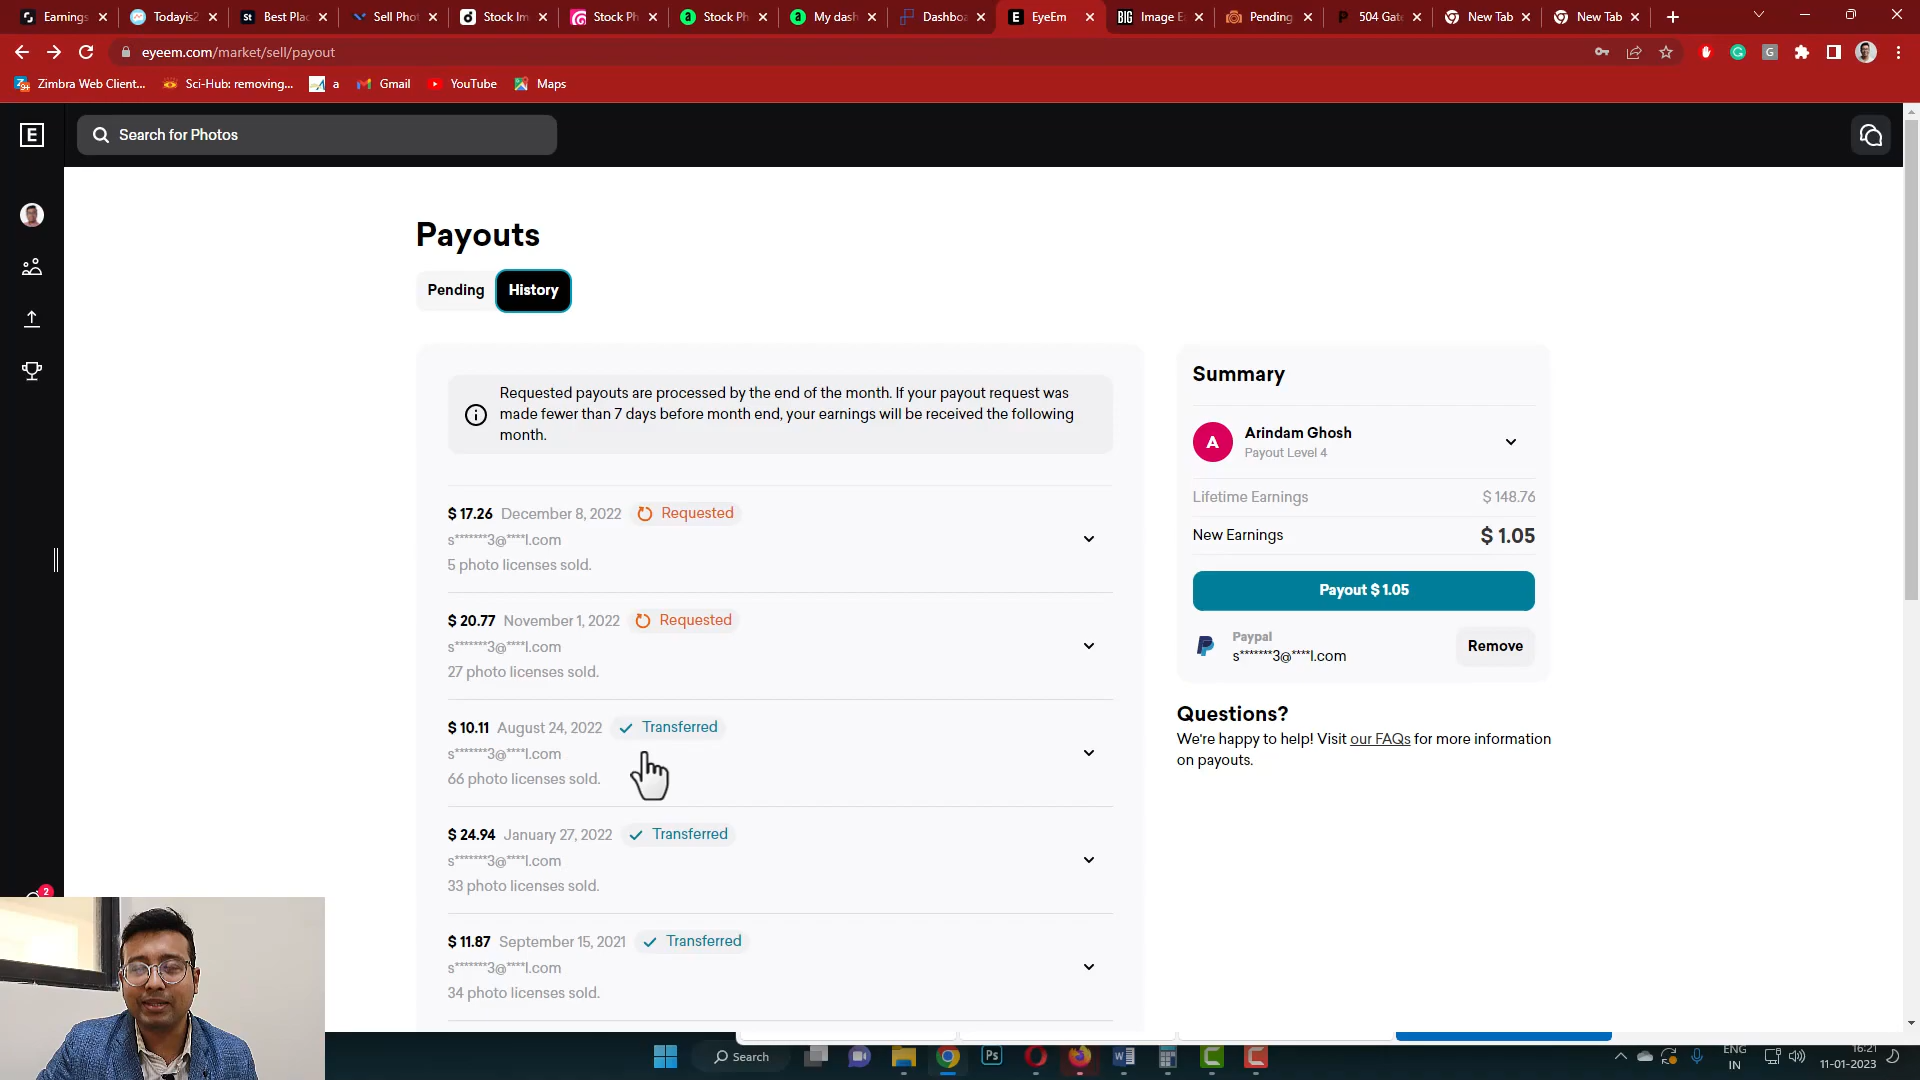 Earnings
Todayis2
Best Plac
Sell Phot
Stock Im
Stock Ph
Stock Ph
My dash
Dashboa
EyeEm
Image E
Pending
504 Gate
New Tab
New Tab
eyeem.com/market/sell/payout
Zimbra Web Client...
Sci-Hub: removing...
a
Gmail
YouTube
Maps
E
Search for Photos
Payouts
Pending
History
Requested payouts are processed by the end of the month. If your payout request was
made fewer than 7 days before month end, your earnings will be received the following
month.
$ 17.26 December 8, 2022 Requested
s*******3@****l.com
5 photo licenses sold.
$ 20.77 November 1, 2022 Requested
s*******3@****l.com
27 photo licenses sold.
$ 10.11 August 24, 2022 Transferred
s*******3@****l.com
66 photo licenses sold.
$ 24.94 January 27, 2022 Transferred
s*******3@****l.com
33 photo licenses sold.
$ 11.87 September 15, 2021 Transferred
s*******3@****l.com
34 photo licenses sold.
Summary
A
Arindam Ghosh
Payout Level 4
Lifetime Earnings $ 148.76
New Earnings $ 1.05
Payout $ 1.05
Paypal
s*******3@****l.com
Remove
Questions?
We're happy to help! Visit our FAQs for more information
on payouts.
2
Search
Ps
ENG
IN
16:21
11-01-2023